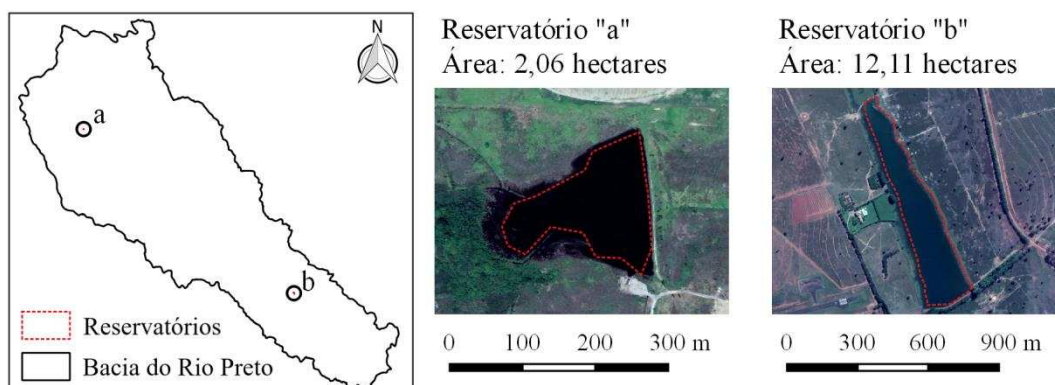 N
a
b
Reservatórios
Bacia do Rio Preto
Reservatório "a"
Área: 2,06 hectares
0 100 200 300 m
Reservatório "b"
Área: 12,11 hectares
0 300 600 900 m